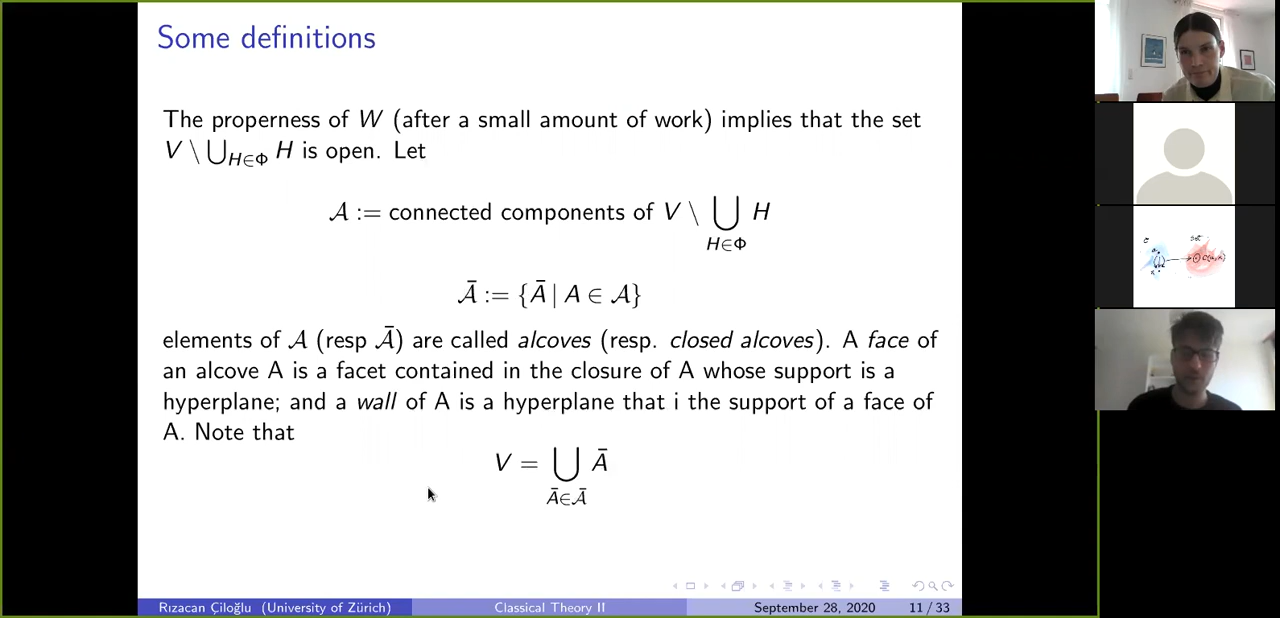 Some definitions
The properness of W (after a small amount of work) implies that the set
V \ ⋃_{H∈Φ} H is open. Let
𝒜 := connected components of V \ ⋃_{H∈Φ} H
𝒜̄ := {Ā | A ∈ 𝒜}
elements of 𝒜 (resp 𝒜̄) are called alcoves (resp. closed alcoves). A face of
an alcove A is a facet contained in the closure of A whose support is a
hyperplane; and a wall of A is a hyperplane that i the support of a face of
A. Note that
V = ⋃_{Ā∈𝒜̄} Ā
Rızacan Çiloğlu (University of Zürich) Classical Theory II September 28, 2020 11 / 33